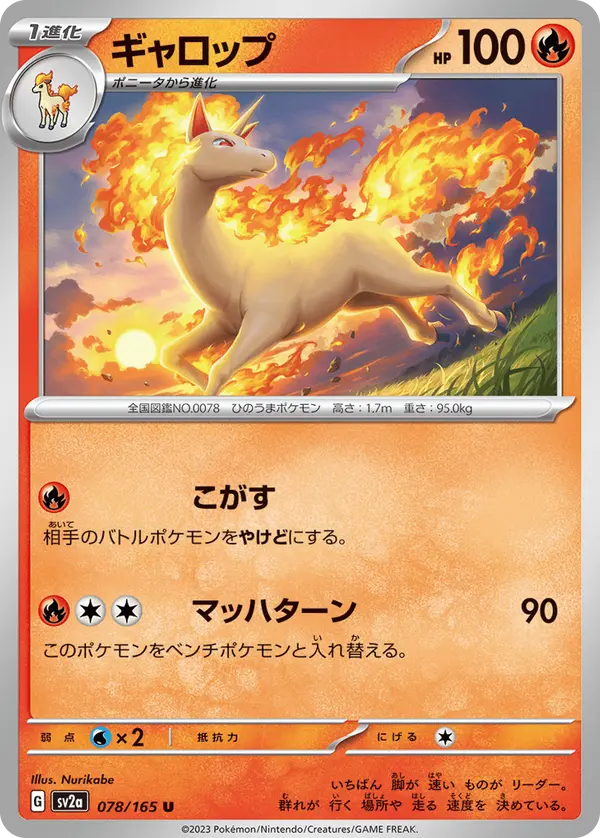 1進化
ギャロップ
HP 100
ポニータから進化
全国図鑑NO.0078 ひのうまポケモン 高さ:1.7m 重さ:95.0kg
こがす
相手のバトルポケモンをやけどにする。
マッハターン 90
このポケモンをベンチポケモンと入れ替える。
弱点 ×2 抵抗力 にげる
Illus. Nurikabe
いちばん 脚が 速い ものが リーダー。
群れが 行く 場所や 走る 速度を 決めている。
G sv2a 078/165 U
©2023 Pokémon/Nintendo/Creatures/GAME FREAK.